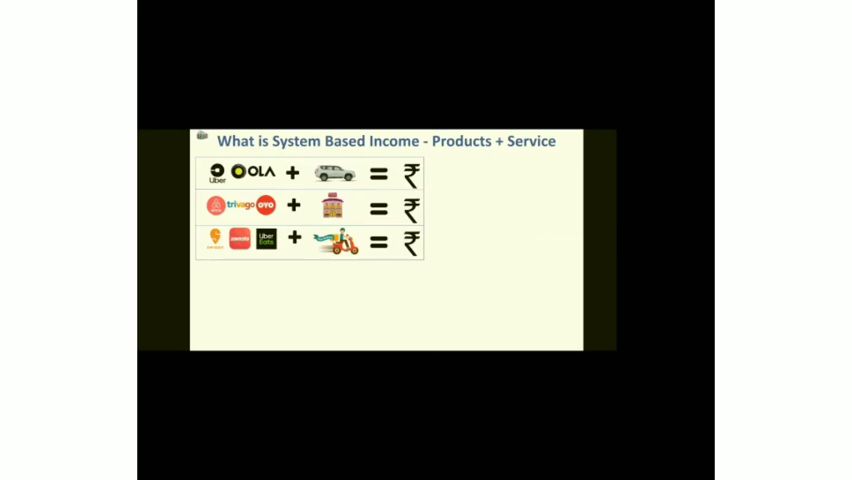 What is System Based Income - Products + Service
Uber OLA + = ₹
trivago OYO + = ₹
zomato Uber Eats + = ₹